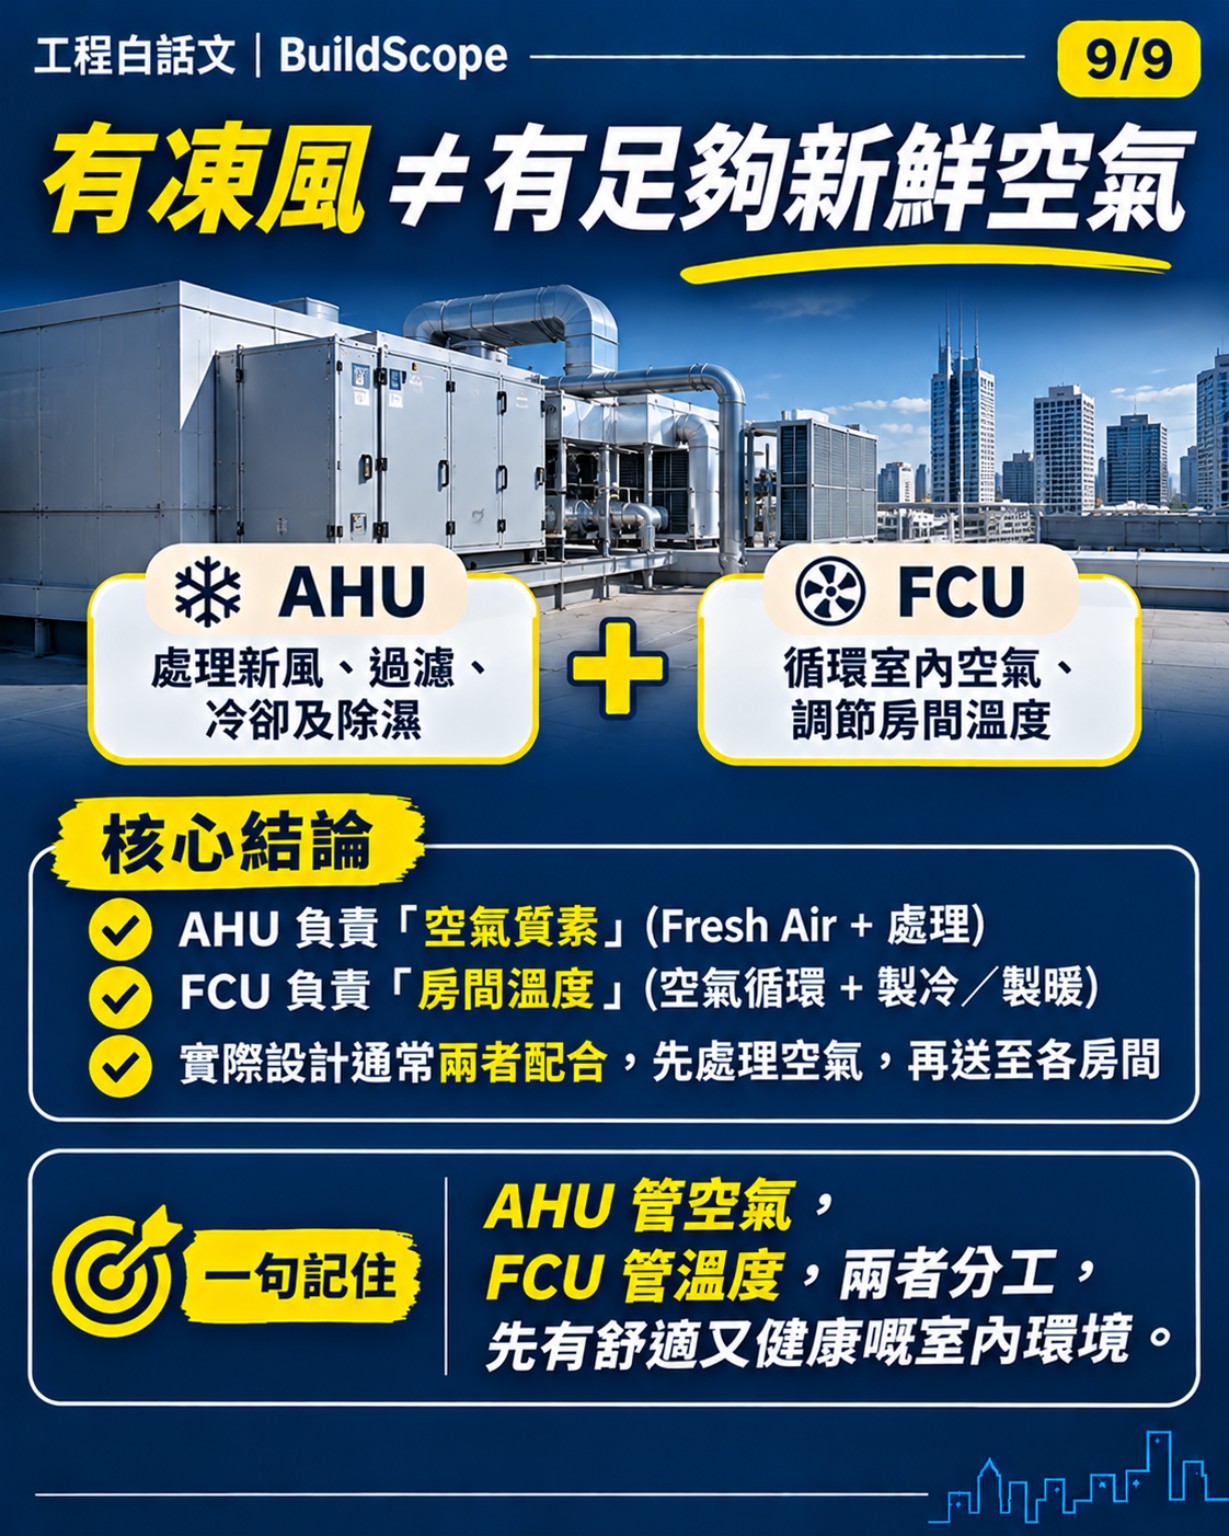 工程白話文｜BuildScope
9/9
有凍風≠有足夠新鮮空氣
AHU
處理新風、過濾、
冷卻及除濕
FCU
循環室內空氣、
調節房間溫度
核心結論
AHU 負責「空氣質素」(Fresh Air + 處理)
FCU 負責「房間溫度」(空氣循環 + 製冷／製暖)
實際設計通常兩者配合，先處理空氣，再送至各房間
一句記住
AHU 管空氣，
FCU 管溫度，兩者分工，
先有舒適又健康嘅室內環境。